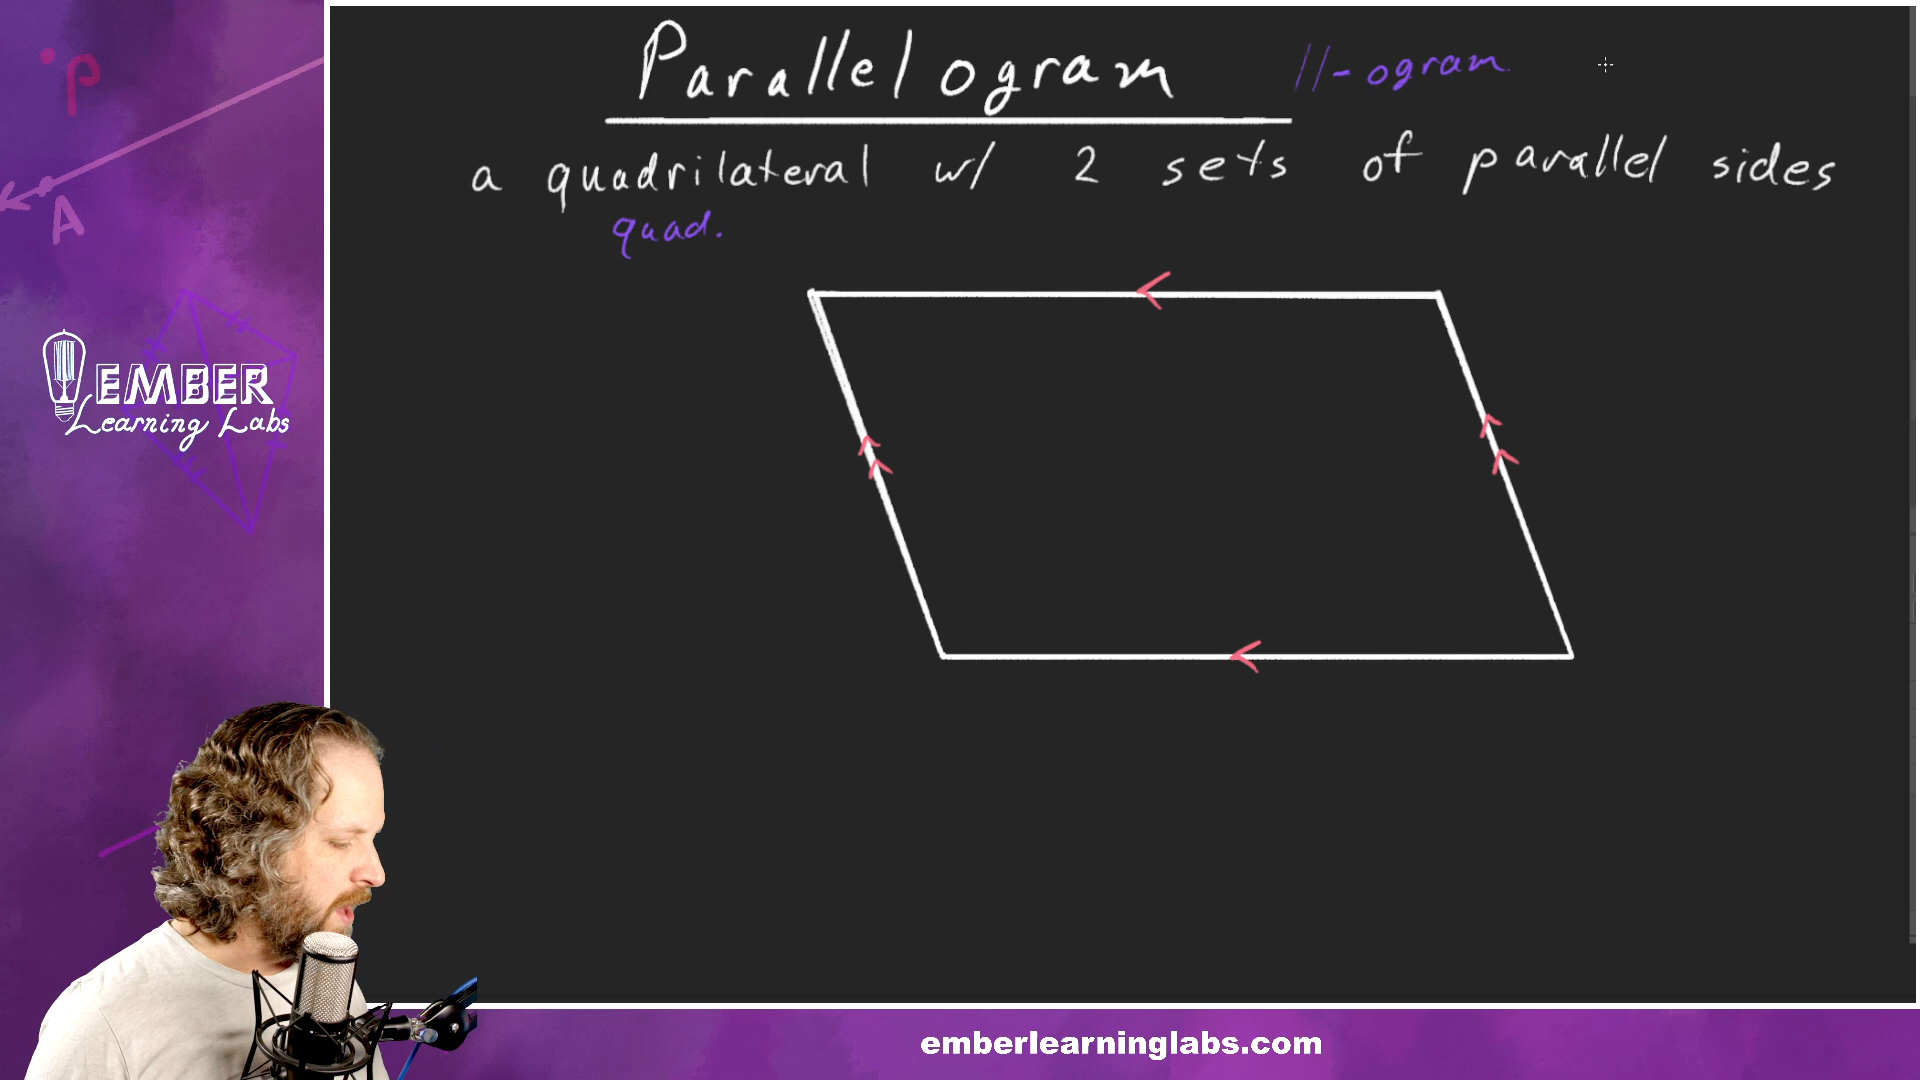 P
A
EMBER
Learning Labs
Parallelogram //-ogram
a quadrilateral w/ 2 sets of parallel sides
quad.
emberlearninglabs.com